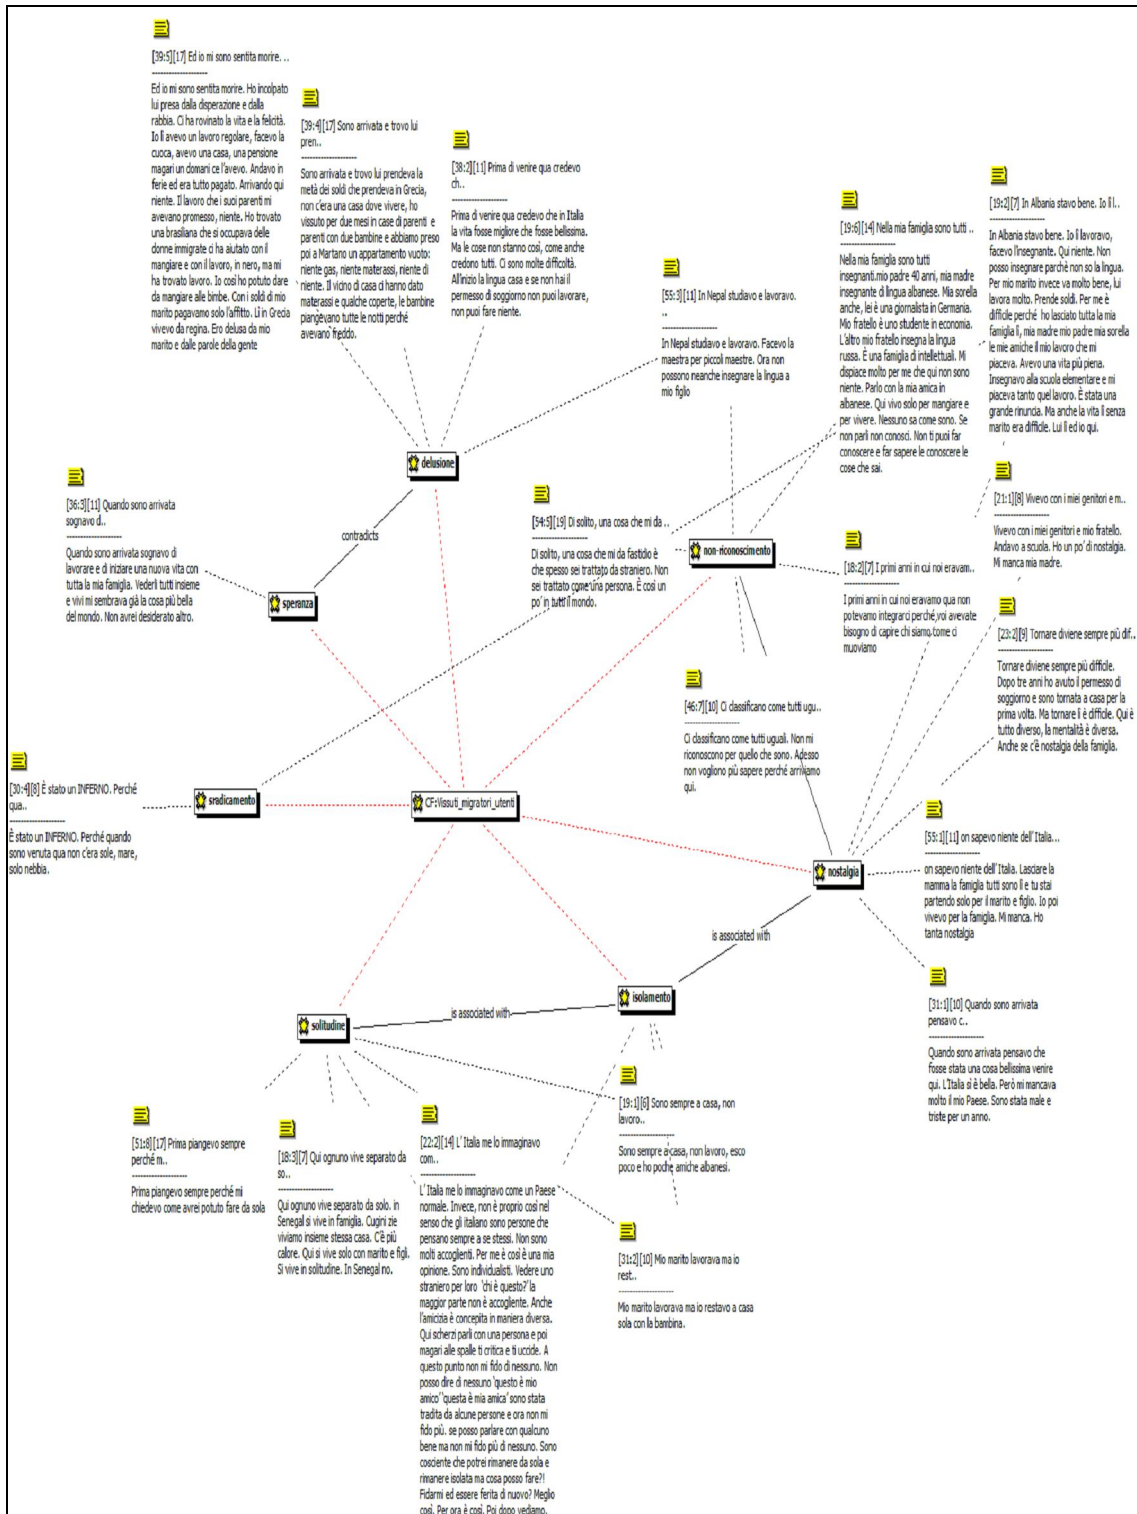 [39:5][17] Ed io mi sono sentita morire. ..
--------------------
Ed io mi sono sentita morire. Ho incolpato
lui presa dalla disperazione e dalla
rabbia. Ci ha rovinato la vita e la felicità.
Io lì avevo un lavoro regolare, facevo la
cuoca, avevo una casa, una pensione
magari un domani ce l'avevo. Andavo in
ferie ed era tutto pagato. Arrivando qui
niente. Il lavoro che i suoi parenti mi
avevano promesso, niente. Ho trovato
una brasiliana che si occupava delle
donne immigrate ci ha aiutato con il
mangiare e con il lavoro, in nero, ma mi
ha trovato lavoro. Io così ho potuto dare
da mangiare alle bimbe. Con i soldi di mio
marito pagavamo solo l'affitto. Lì in Grecia
vivevo da regina. Ero delusa da mio
marito e dalle parole della gente
[39:4][17] Sono arrivata e trovo lui
pren..
--------------------
Sono arrivata e trovo lui prendeva la
metà dei soldi che prendeva in Grecia,
non c'era una casa dove vivere, ho
vissuto per due mesi in case di parenti e
parenti con due bambine e abbiamo preso
poi a Martano un appartamento vuoto:
niente gas, niente materassi, niente di
niente. Il vicino di casa ci hanno dato
materassi e qualche coperte, le bambine
piangevano tutte le notti perché
avevano freddo.
[38:2][11] Prima di venire qua credevo
ch..
--------------------
Prima di venire qua credevo che in Italia
la vita fosse migliore che fosse bellissima.
Ma le cose non stanno così, come anche
credono tutti. Ci sono molte difficoltà.
All'inizio la lingua casa e se non hai il
permesso di soggiorno non puoi lavorare,
non puoi fare niente.
[55:3][11] In Nepal studiavo e lavoravo.
..
--------------------
In Nepal studiavo e lavoravo. Facevo la
maestra per piccoli maestre. Ora non
possono neanche insegnare la lingua a
mio figlio
[19:6][14] Nella mia famiglia sono tutti ..
--------------------
Nella mia famiglia sono tutti
insegnanti.mio padre 40 anni, mia madre
insegnante di lingua albanese. Mia sorella
anche, lei è una giornalista in Germania.
Mio fratello è uno studente in economia.
L'altro mio fratello insegna la lingua
russa. È una famiglia di intellettuali. Mi
dispiace molto per me che qui non sono
niente. Parlo con la mia amica in
albanese. Qui vivo solo per mangiare e
per vivere. Nessuno sa come sono. Se
non parli non conosci. Non ti puoi far
conoscere e far sapere le conoscere le
cose che sai.
[19:2][7] In Albania stavo bene. Io lì l..
--------------------
In Albania stavo bene. Io lì lavoravo,
facevo l'insegnante. Qui niente. Non
posso insegnare parchè non so la lingua.
Per mio marito invece va molto bene, lui
lavora molto. Prende soldi. Per me è
difficile perché ho lasciato tutta la mia
famiglia lì, mia madre mio padre mia sorella
le mie amiche il mio lavoro che mi
piaceva. Avevo una vita più piena.
Insegnavo alla scuola elementare e mi
piaceva tanto quel lavoro. È stata una
grande rinuncia. Ma anche la vita lì senza
marito era difficile. Lui lì ed io qui.
delusione
contradicts
[36:3][11] Quando sono arrivata
sognavo d..
--------------------
Quando sono arrivata sognavo di
lavorare e di iniziare una nuova vita con
tutta la mia famiglia. Vederli tutti insieme
e vivi mi sembrava già la cosa più bella
del mondo. Non avrei desiderato altro.
speranza
[54:5][19] Di solito, una cosa che mi da ..
--------------------
Di solito, una cosa che mi da fastidio è
che spesso sei trattato da straniero. Non
sei trattato come una persona. È così un
po' in tutti il mondo.
non-riconoscimento
[21:1][8] Vivevo con i miei genitori e m..
--------------------
Vivevo con i miei genitori e mio fratello.
Andavo a scuola. Ho un po' di nostalgia.
Mi manca mia madre.
[18:2][7] I primi anni in cui noi eravam..
--------------------
I primi anni in cui noi eravamo qua non
potevamo integrarci perché voi avevate
bisogno di capire chi siamo come ci
muoviamo
[23:2][9] Tornare diviene sempre più dif..
--------------------
Tornare diviene sempre più difficile.
Dopo tre anni ho avuto il permesso di
soggiorno e sono tornata a casa per la
prima volta. Ma tornare lì è difficile. Qui è
tutto diverso, la mentalità è diversa.
Anche se c'è nostalgia della famiglia.
[46:7][10] Ci classificano come tutti ugu..
--------------------
Ci classificano come tutti uguali. Non mi
riconoscono per quello che sono. Adesso
non vogliono più sapere perché arriviamo
qui.
[30:4][8] È stato un INFERNO. Perché
qua..
--------------------
È stato un INFERNO. Perché quando
sono venuta qua non c'era sole, mare,
solo nebbia.
sradicamento
CF:Vissuti_migratori_utenti
nostalgia
[55:1][11] on sapevo niente dell'Italia...
--------------------
on sapevo niente dell'Italia. Lasciare la
mamma la famiglia tutti sono lì e tu stai
partendo solo per il marito e figlio. Io poi
vivevo per la famiglia. Mi manca. Ho
tanta nostalgia
is associated with
[31:1][10] Quando sono arrivata
pensavo c..
--------------------
Quando sono arrivata pensavo che
fosse stata una cosa bellissima venire
qui. L'Italia sì è bella. Però mi mancava
molto il mio Paese. Sono stata male e
triste per un anno.
isolamento
is associated with
solitudine
[51:8][17] Prima piangevo sempre
perché m..
--------------------
Prima piangevo sempre perché mi
chiedevo come avrei potuto fare da sola
[18:3][7] Qui ognuno vive separato da
so..
--------------------
Qui ognuno vive separato da solo. in
Senegal si vive in famiglia. Cugini zie
viviamo insieme stessa casa. C'è più
calore. Qui si vive solo con marito e figli.
Si vive in solitudine. In Senegal no.
[22:2][14] L' Italia me lo immaginavo
com..
--------------------
L' Italia me lo immaginavo come un Paese
normale. Invece, non è proprio così nel
senso che gli italiano sono persone che
pensano sempre a se stessi. Non sono
molti accoglienti. Per me è così è una mia
opinione. Sono individualisti. Vedere uno
straniero per loro 'chi è questo?' la
maggior parte non è accogliente. Anche
l'amicizia è concepita in maniera diversa.
Qui scherzi parli con una persona e poi
magari alle spalle ti critica e ti uccide. A
questo punto non mi fido di nessuno. Non
posso dire di nessuno 'questo è mio
amico' 'questa è mia amica' sono stata
tradita da alcune persone e ora non mi
fido più. se posso parlare con qualcuno
bene ma non mi fido più di nessuno. Sono
cosciente che potrei rimanere da sola e
rimanere isolata ma cosa posso fare?!
Fidarmi ed essere ferita di nuovo? Meglio
così. Per ora è così. Poi dopo vediamo.
[19:1][6] Sono sempre a casa, non
lavoro..
--------------------
Sono sempre a casa, non lavoro, esco
poco e ho poche amiche albanesi.
[31:2][10] Mio marito lavorava ma io
rest..
--------------------
Mio marito lavorava ma io restavo a casa
sola con la bambina.